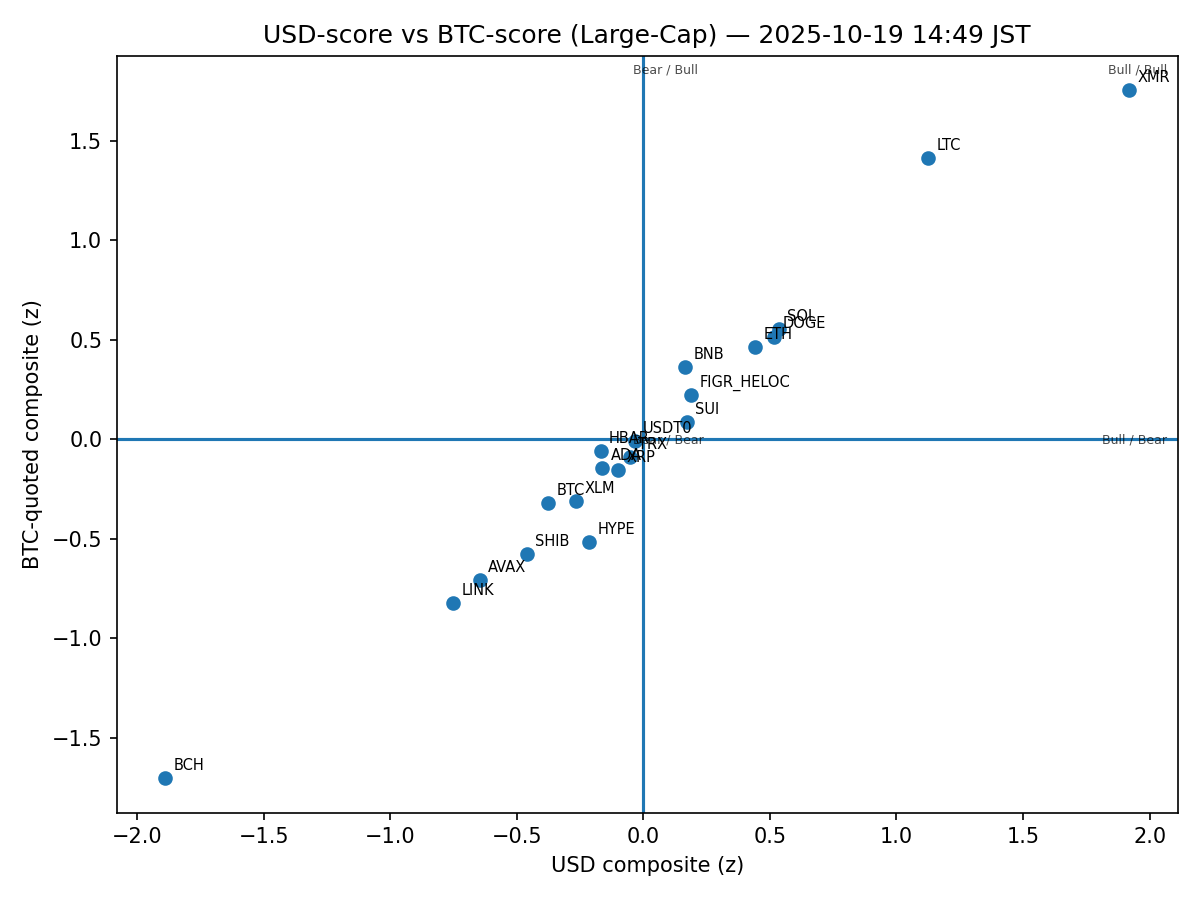 USD-score vs BTC-score (Large-Cap) — 2025-10-19 14:49 JST
Bear / Bull
Bull / Bull
XMR
LTC
SOL
DOGE
ETH
BNB
FIGR_HELOC
SUI
USDT0
HBAR
Bear / Bear
Bull / Bear
TRX
ADA
XRP
BTC
XLM
HYPE
SHIB
AVAX
LINK
BCH
1.5
1.0
0.5
0.0
−0.5
−1.0
−1.5
BTC-quoted composite (z)
−2.0 −1.5 −1.0 −0.5 0.0 0.5 1.0 1.5 2.0
USD composite (z)